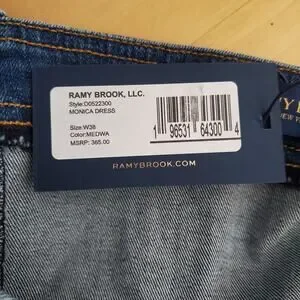 RAMY BROOK, LLC.
Style:D0522300
MONICA DRESS
Size:W38
Color:MEDWA
MSRP: 365.00
1 96531 64300 4
RAMYBROOK.COM